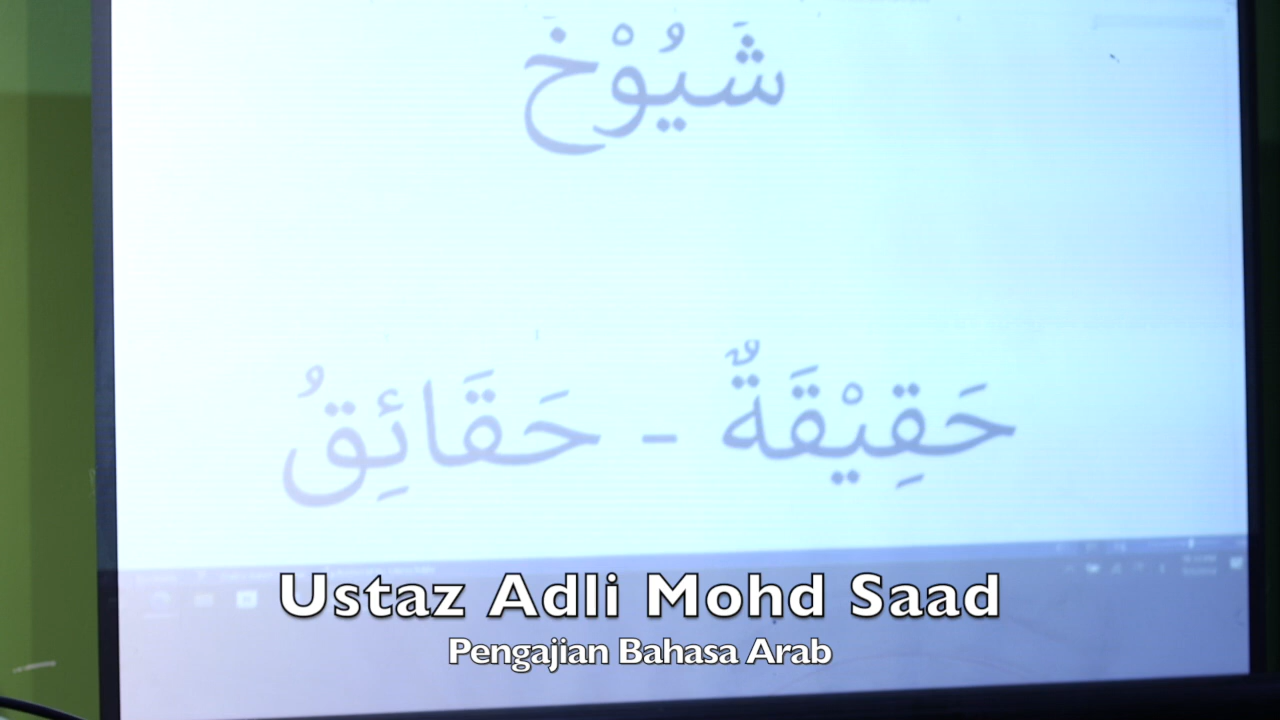 شَيُوْخَ
حَقِيْقَةٌ - حَقَائِقُ
Ustaz Adli Mohd Saad
Pengajian Bahasa Arab